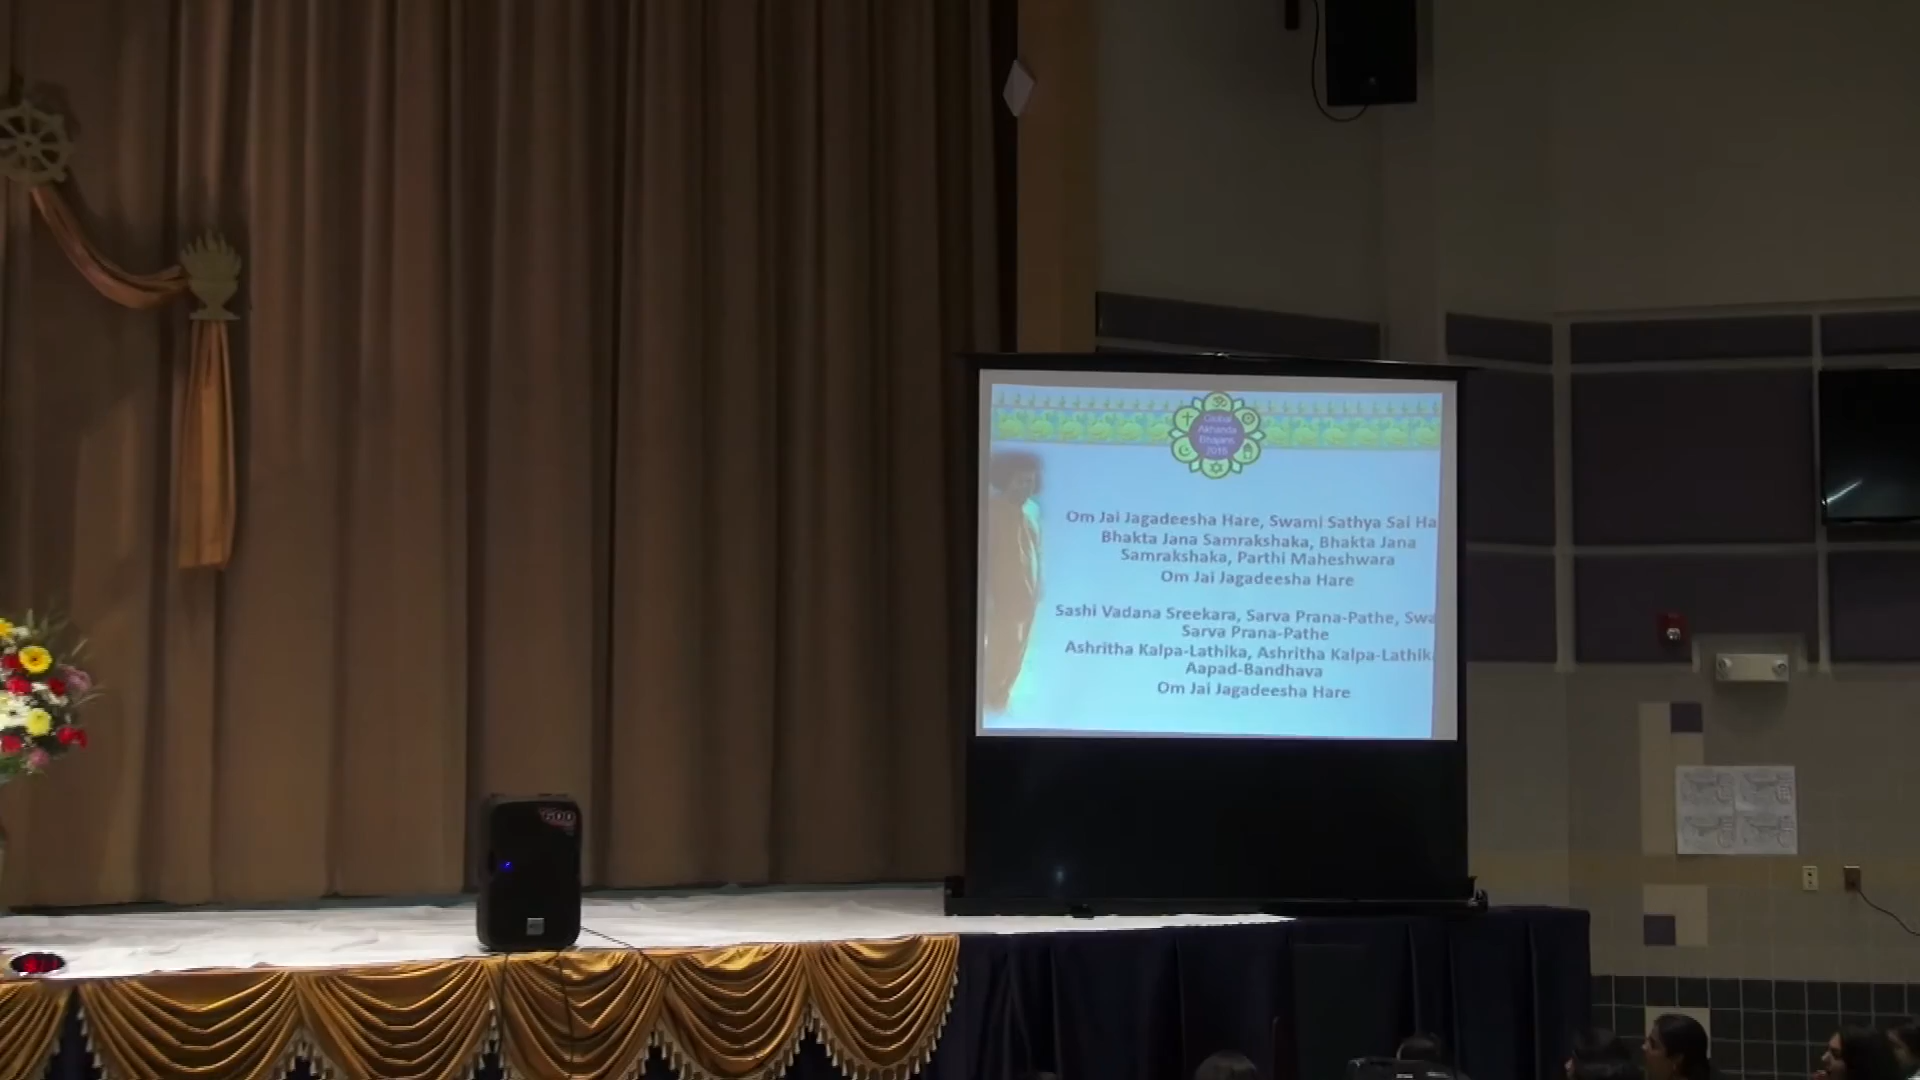 Global
Akhanda
Bhajans
2016
Om Jai Jagadeesha Hare, Swami Sathya Sai Ha
Bhakta Jana Samrakshaka, Bhakta Jana
Samrakshaka, Parthi Maheshwara
Om Jai Jagadeesha Hare
Sashi Vadana Sreekara, Sarva Prana-Pathe, Swa
Sarva Prana-Pathe
Ashritha Kalpa-Lathika, Ashritha Kalpa-Lathik
Aapad-Bandhava
Om Jai Jagadeesha Hare
600